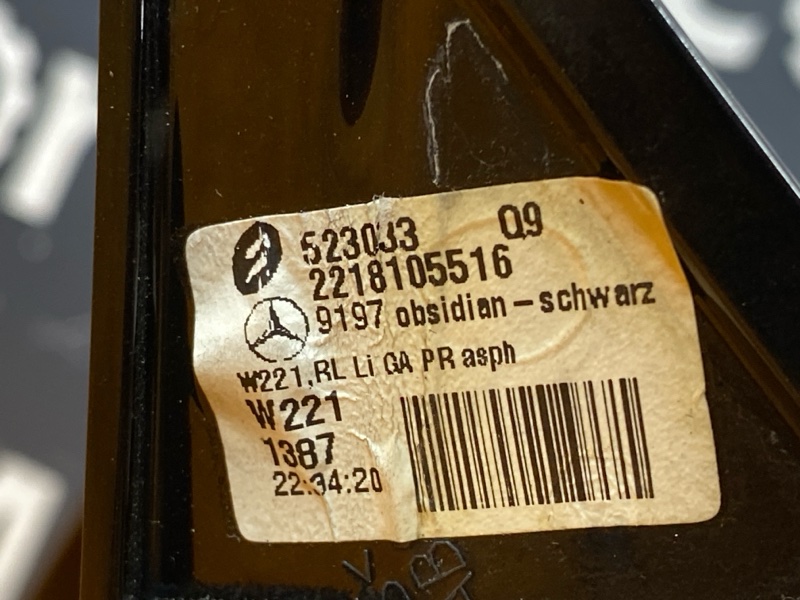 523033 Q9
2218105516
9197 obsidian-schwarz
W221,RL Li GA PR asph
W221
1387
22:34:20